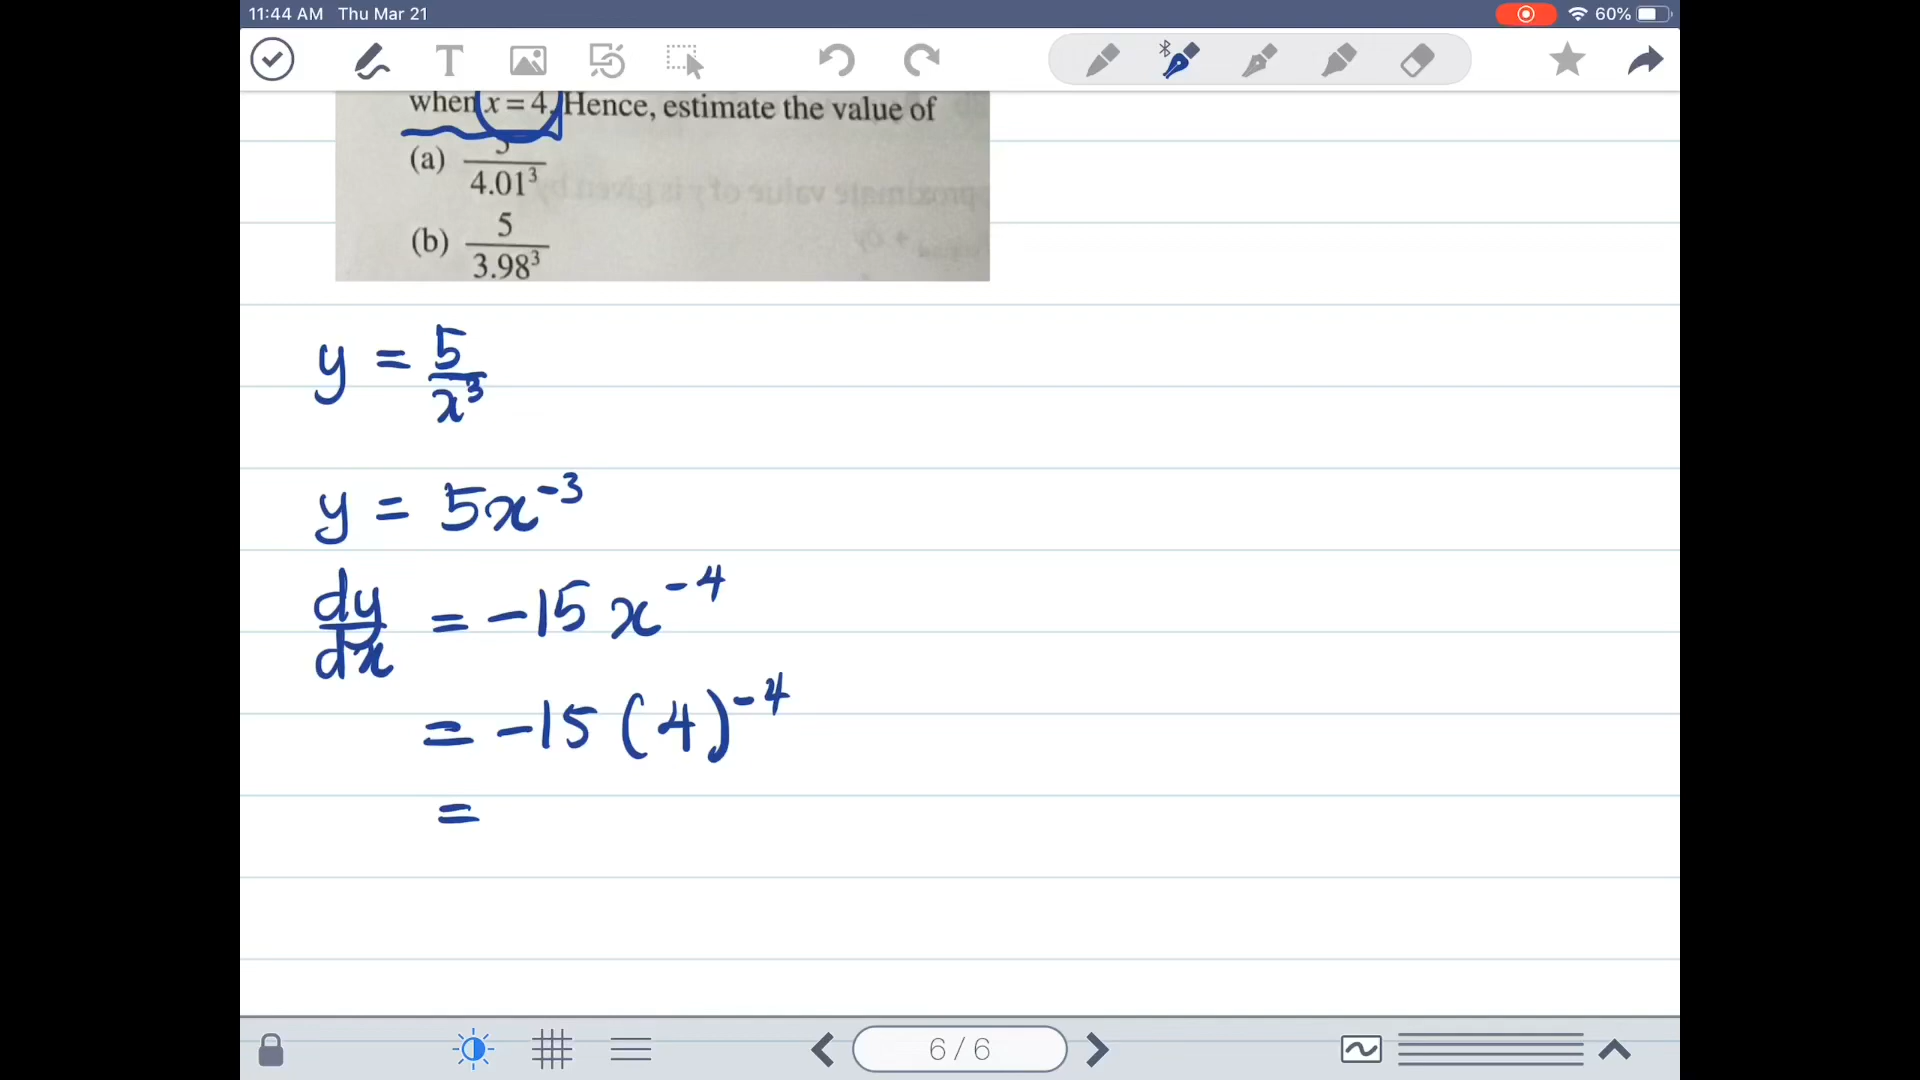 11:44 AM Thu Mar 21 60%
T
when x = 4. Hence, estimate the value of
(a) 5/4.01³
(b) 5/3.98³
y = 5/x³
y = 5x⁻³
dy/dx = -15x⁻⁴
= -15(4)⁻⁴
=
6 / 6